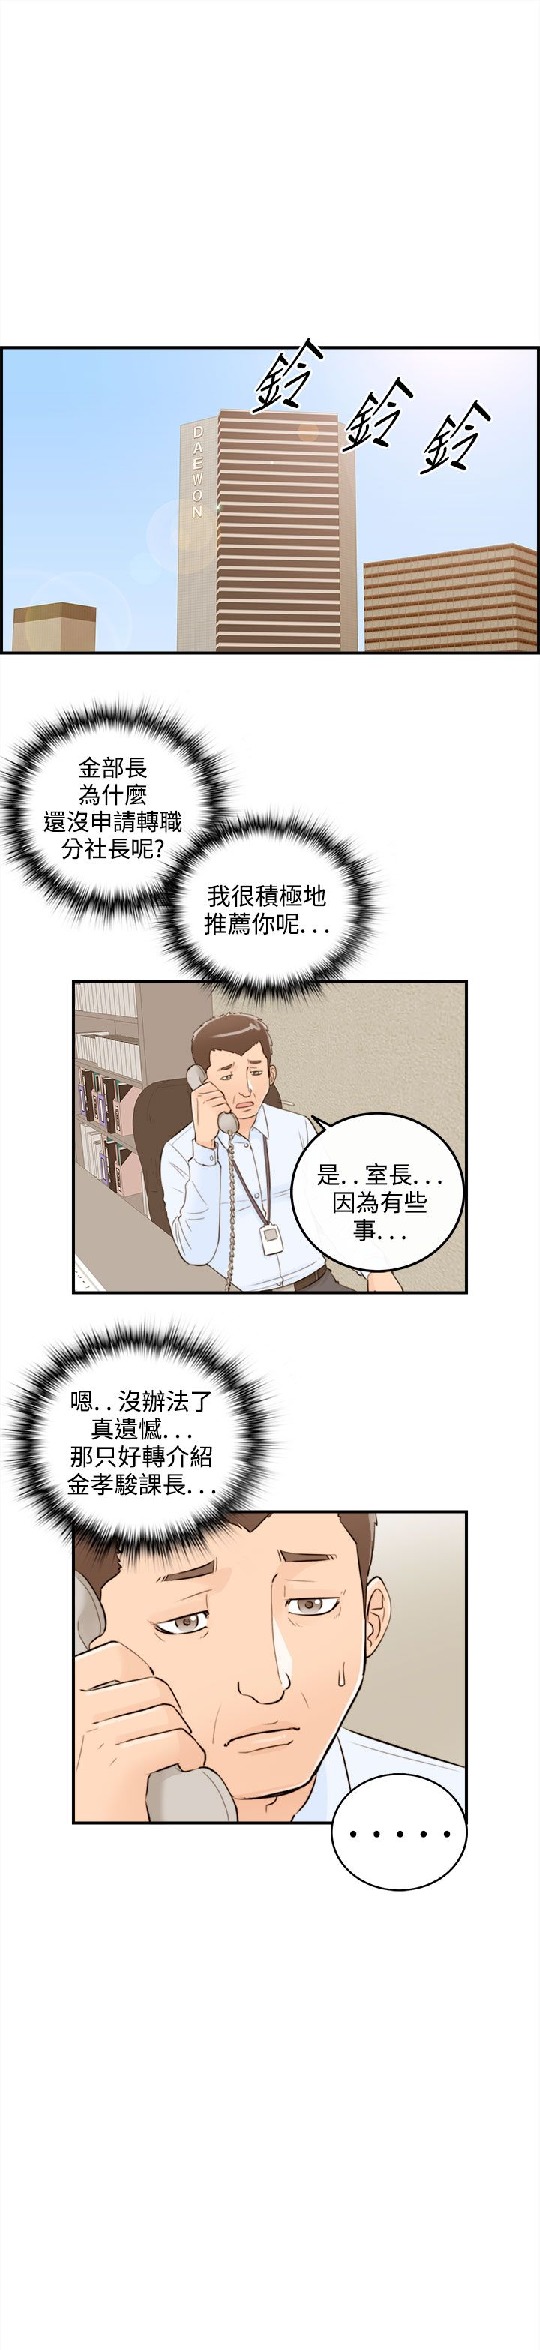 鈴
鈴
鈴
DAEWON
金部長
為什麼
還沒申請轉職
分社長呢?
我很積極地
推薦你呢...
是..室長...
因為有些
事...
嗯..沒辦法了
真遺憾...
那只好轉介紹
金孝駿課長...
.....